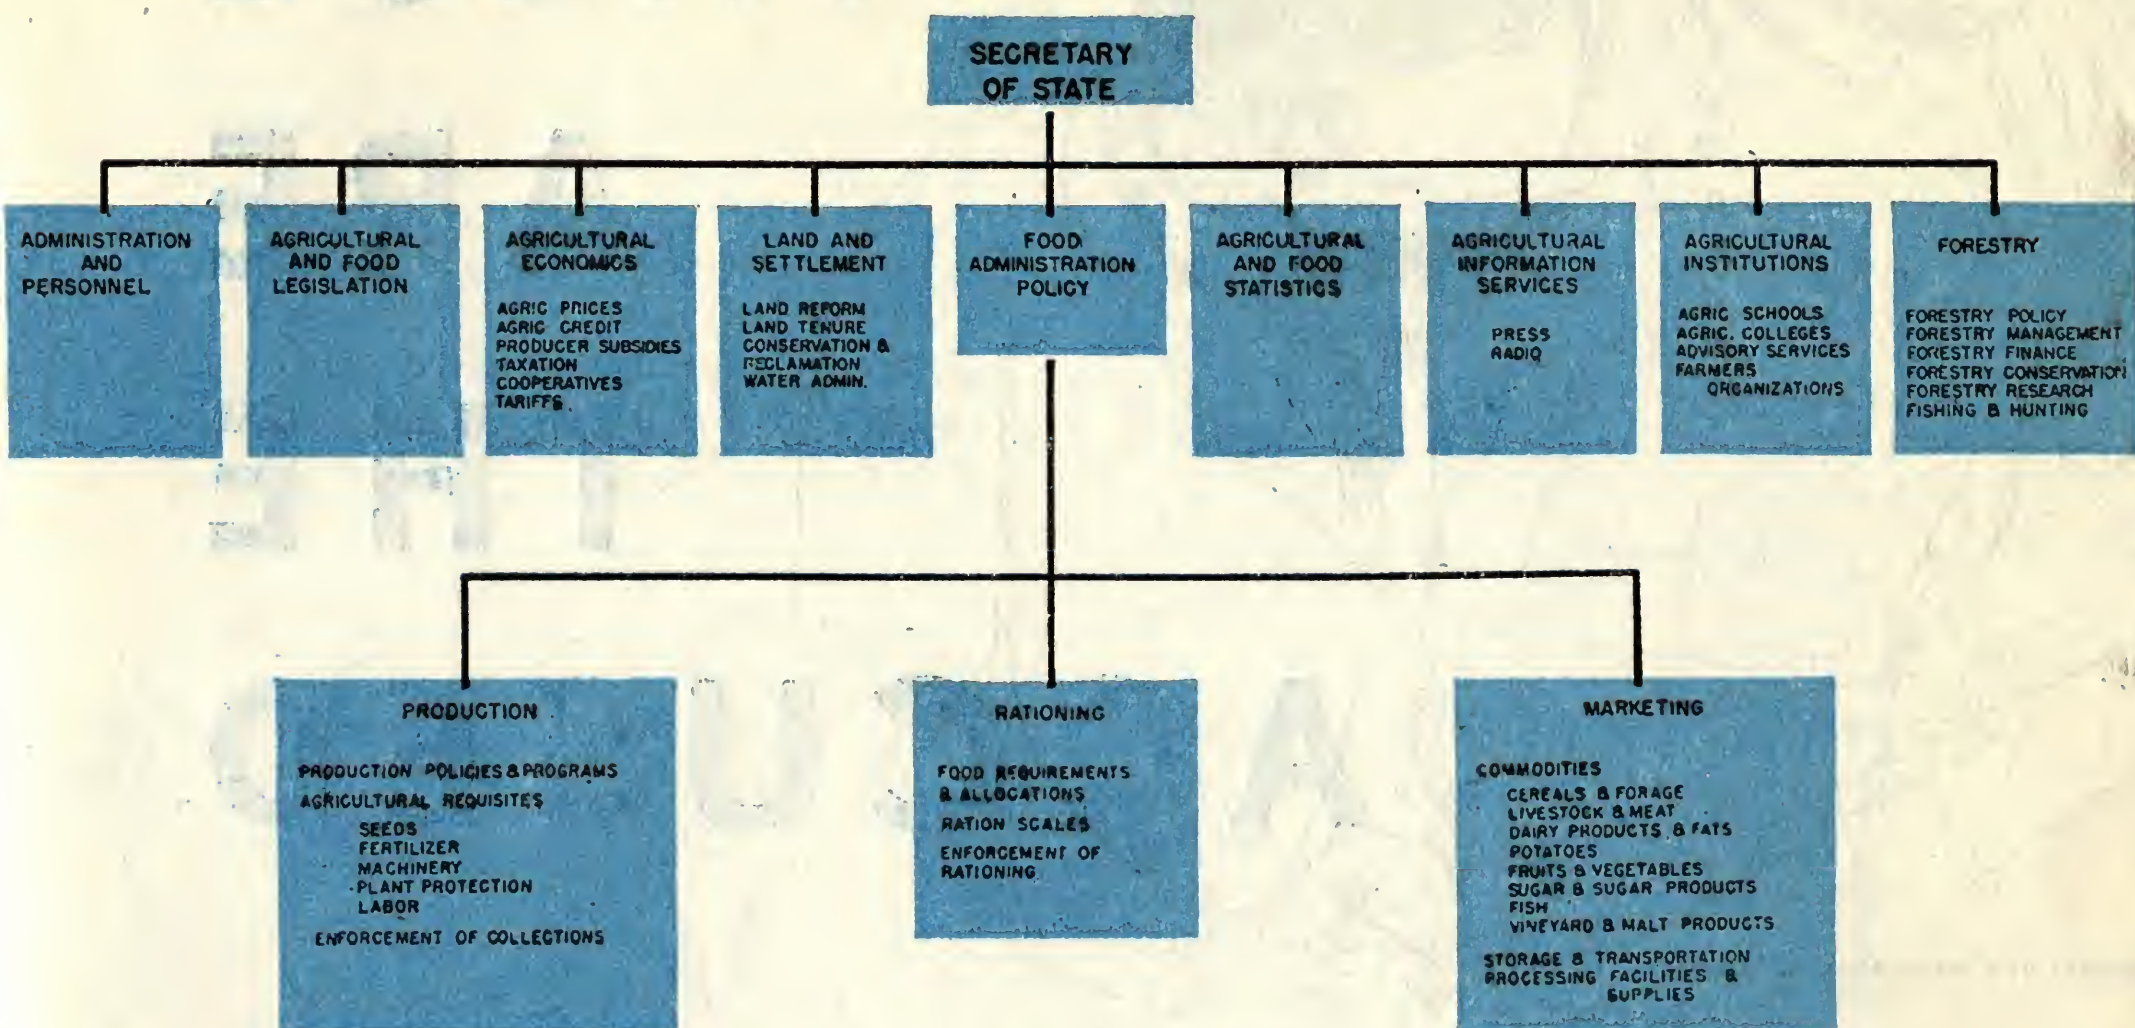 SECRETARY
OF STATE
ADMINISTRATION
AND
PERSONNEL
AGRICULTURAL
AND FOOD
LEGISLATION
AGRICULTURAL
ECONOMICS
AGRIC PRICES
AGRIC CREDIT
PRODUCER SUBSIDIES
TAXATION
COOPERATIVES
TARIFFS
LAND AND
SETTLEMENT
LAND REFORM
LAND TENURE
CONSERVATION &
RECLAMATION
WATER ADMIN.
FOOD
ADMINISTRATION
POLICY
AGRICULTURAL
AND FOOD
STATISTICS
AGRICULTURAL
INFORMATION
SERVICES
PRESS
RADIO
AGRICULTURAL
INSTITUTIONS
AGRIC SCHOOLS
AGRIC. COLLEGES
ADVISORY SERVICES
FARMERS
ORGANIZATIONS
FORESTRY
FORESTRY POLICY
FORESTRY MANAGEMENT
FORESTRY FINANCE
FORESTRY CONSERVATION
FORESTRY RESEARCH
FISHING & HUNTING
PRODUCTION
PRODUCTION POLICIES & PROGRAMS
AGRICULTURAL REQUISITES
SEEDS
FERTILIZER
MACHINERY
PLANT PROTECTION
LABOR
ENFORCEMENT OF COLLECTIONS
RATIONING
FOOD REQUIREMENTS
& ALLOCATIONS
RATION SCALES
ENFORCEMENT OF
RATIONING
MARKETING
COMMODITIES
CEREALS & FORAGE
LIVESTOCK & MEAT
DAIRY PRODUCTS & FATS
POTATOES
FRUITS & VEGETABLES
SUGAR & SUGAR PRODUCTS
FISH
VINEYARD & MALT PRODUCTS
STORAGE & TRANSPORTATION
PROCESSING FACILITIES &
SUPPLIES